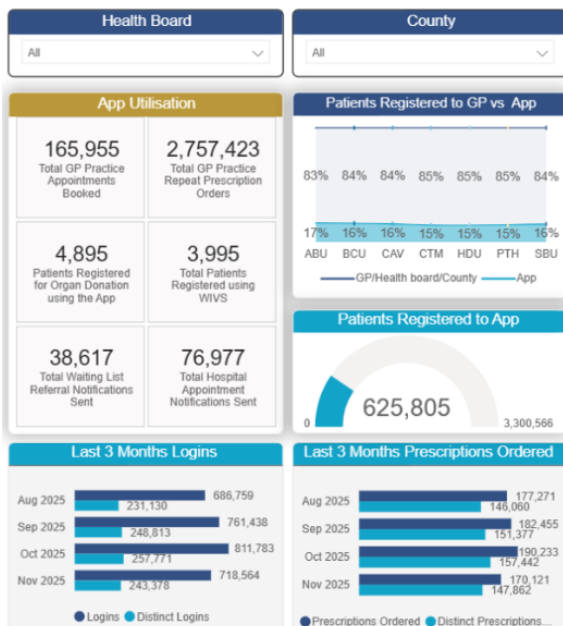 Health Board
County
All
All
App Utilisation
165,955
Total GP Practice
Appointments
Booked
2,757,423
Total GP Practice
Repeat Prescription
Orders
4,895
Patients Registered
for Organ Donation
using the App
3,995
Total Patients
Registered using
WIVS
38,617
Total Waiting List
Referral Notifications
Sent
76,977
Total Hospital
Appointment
Notifications Sent
Patients Registered to GP vs App
83% 84% 84% 85% 85% 85% 84%
17% 16% 16% 15% 15% 15% 16%
ABU BCU CAV CTM HDU PTH SBU
GP/Health board/County App
Patients Registered to App
625,805
0 3,300,566
Last 3 Months Logins
Aug 2025 686,759
231,130
Sep 2025 761,438
248,813
Oct 2025 811,783
257,771
Nov 2025 718,564
243,378
Logins Distinct Logins
Last 3 Months Prescriptions Ordered
Aug 2025 177,271
146,060
Sep 2025 182,455
151,377
Oct 2025 190,233
157,442
Nov 2025 170,121
147,862
Prescriptions Ordered Distinct Prescriptions...